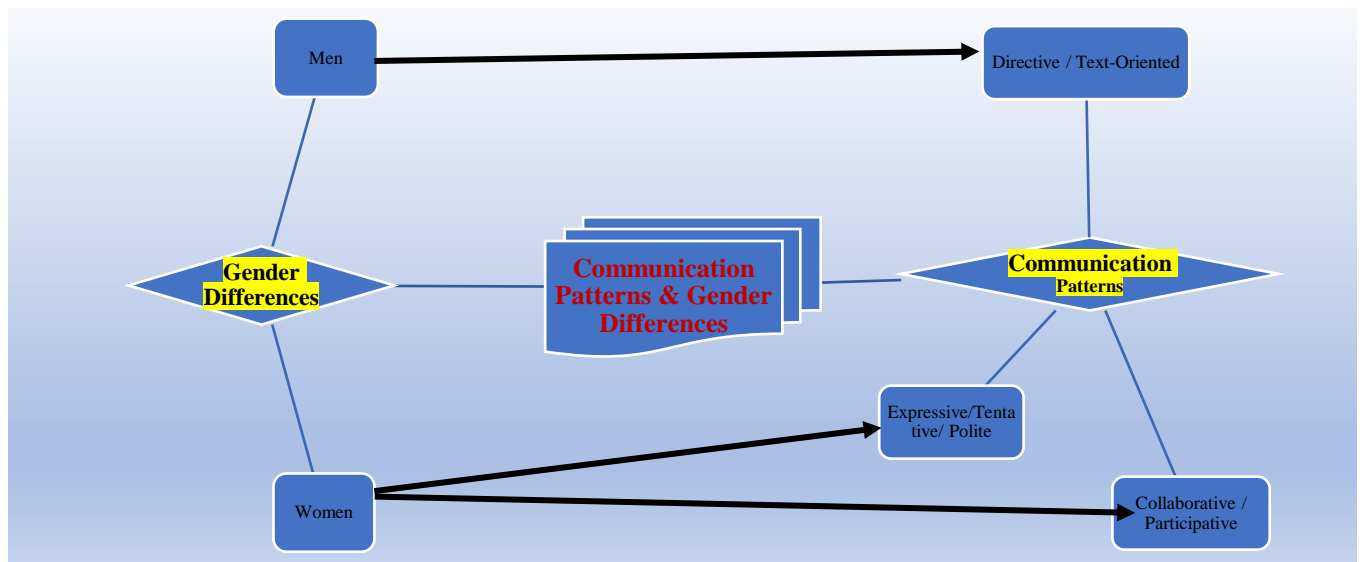 Men
Directive / Text-Oriented
Gender
Differences
Communication
Patterns & Gender
Differences
Communication
Patterns
Expressive/Tenta
tive/ Polite
Women
Collaborative /
Participative